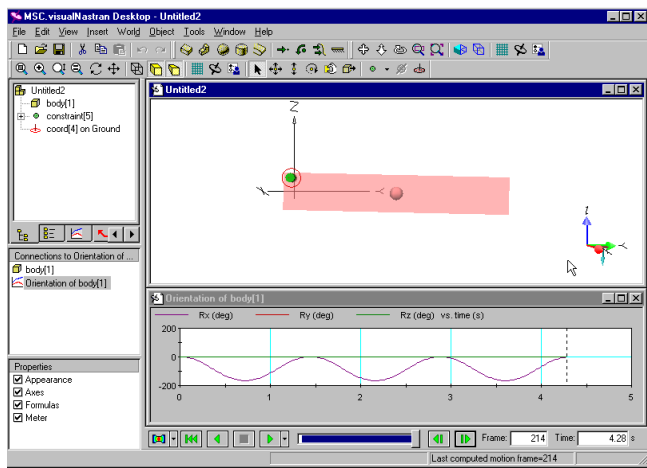 MSC.visualNastran Desktop - Untitled2
File Edit View Insert World Object Tools Window Help
Untitled2
body[1]
constraint[5]
coord[4] on Ground
Connections to Orientation of ...
body[1]
Orientation of body[1]
Properties
Appearance
Axes
Formulas
Meter
Untitled2
Z
Y
Orientation of body[1]
Rx (deg) Ry (deg) Rz (deg) vs. time (s)
200
0
-200
0 1 2 3 4 5
Frame: 214 Time: 4.28 s
Last computed motion frame=214